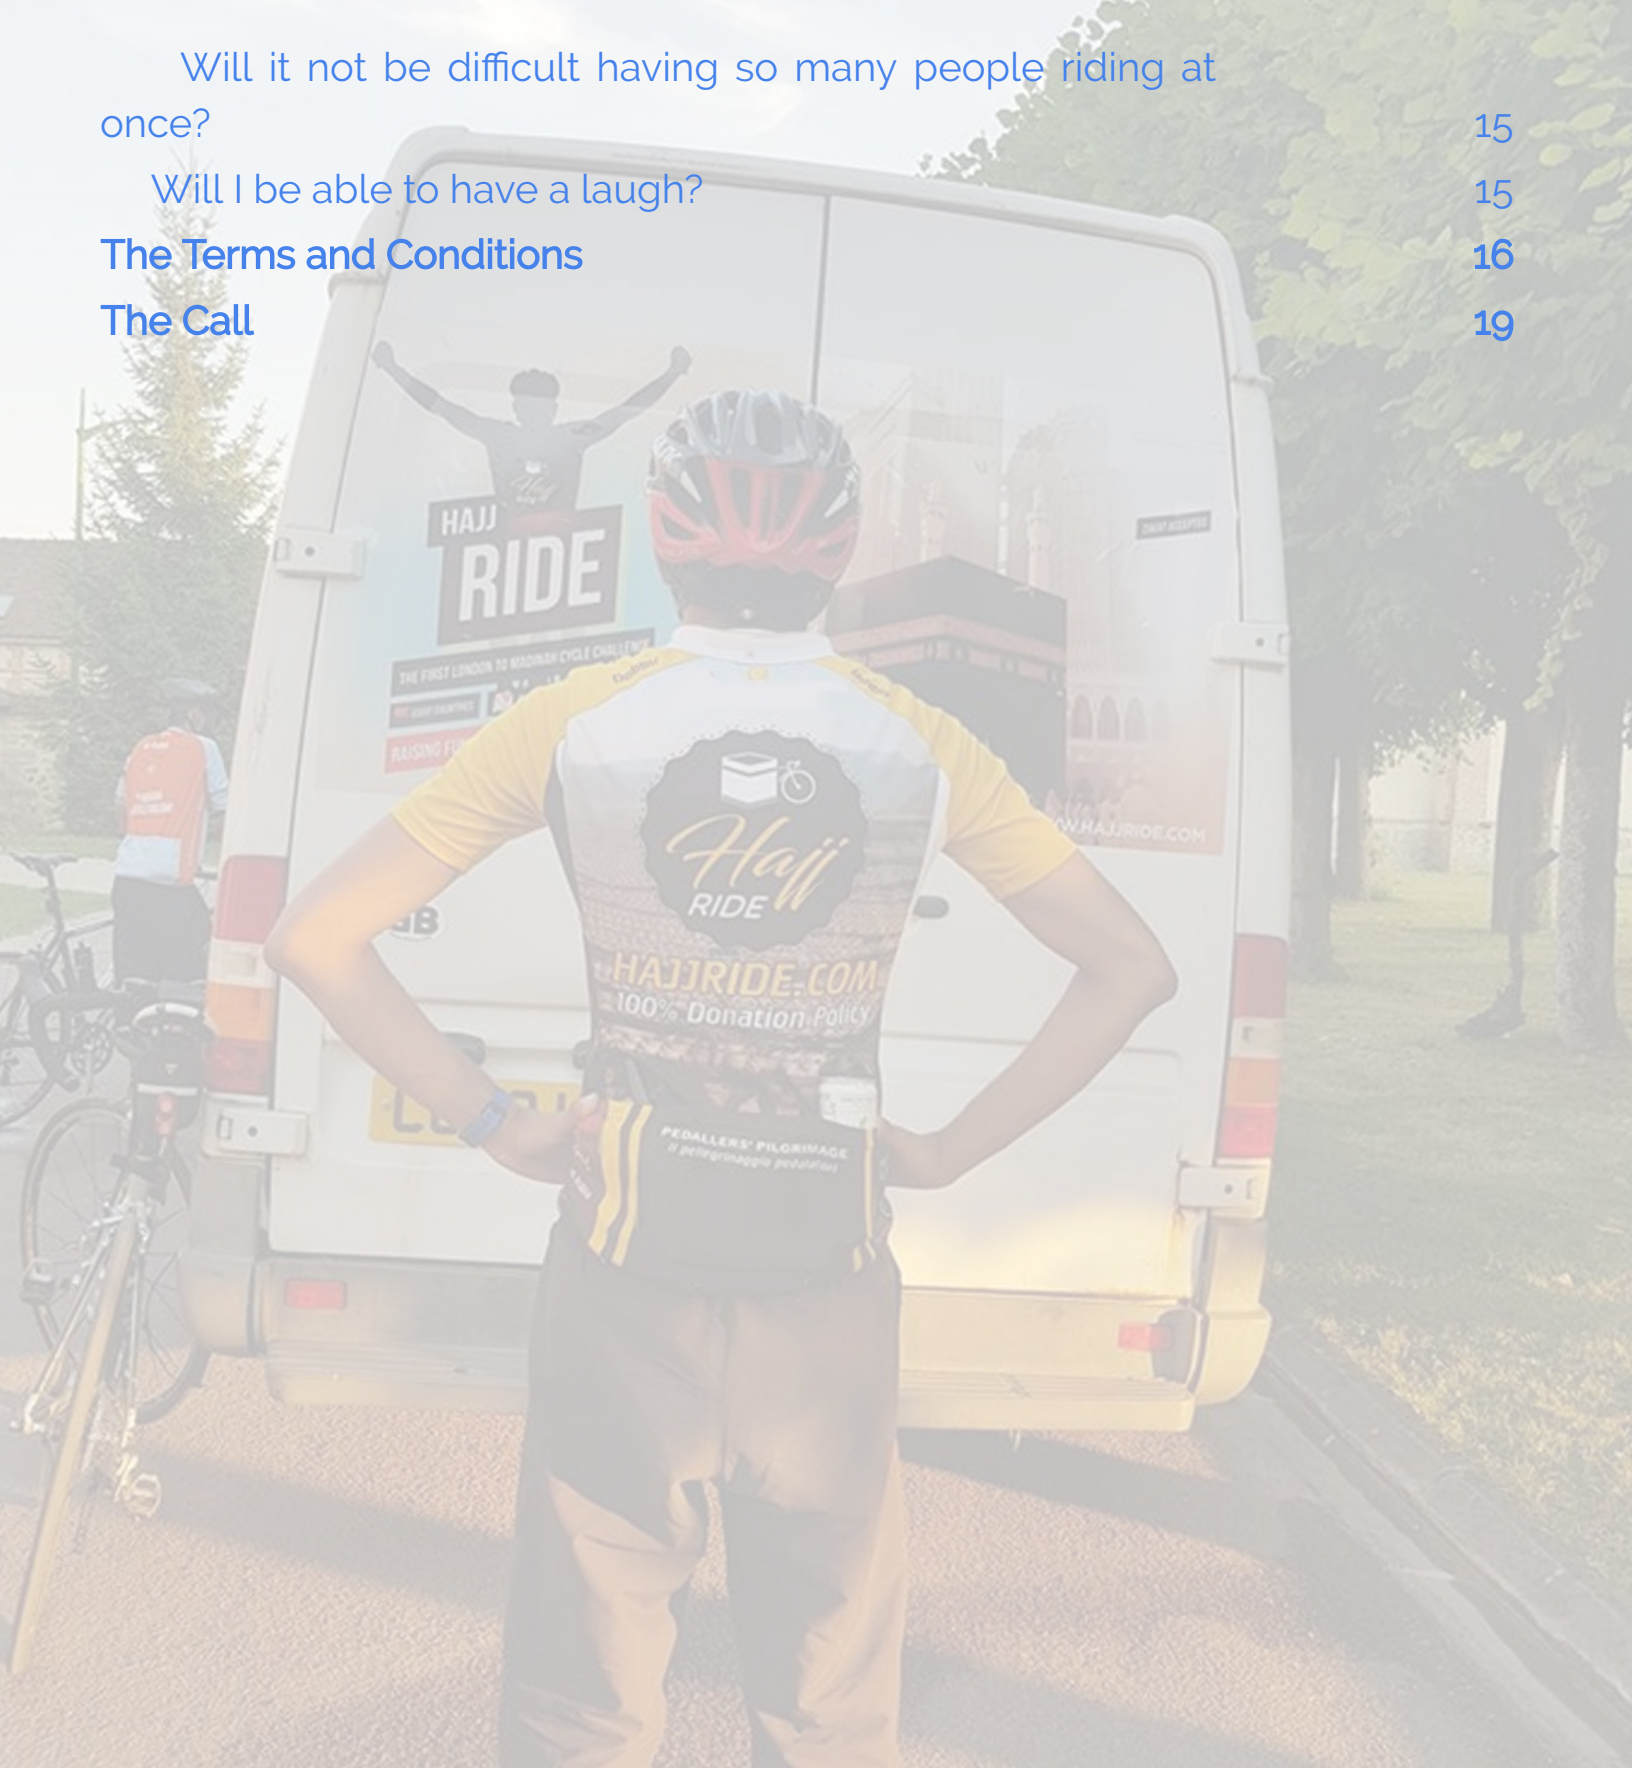 Will it not be difficult having so many people riding at
once? 15
Will I be able to have a laugh? 15
The Terms and Conditions 16
The Call 19
HAJJ
RIDE
THE FIRST LONDON TO MADINAH CYCLE CHALLENGE
RAISING
HAJJRIDE.COM
Hajj
RIDE
HAJJRIDE.COM
100% Donation Policy
GB
PEDALLERS' PILGRIMAGE
il pellegrinaggio pedalatori